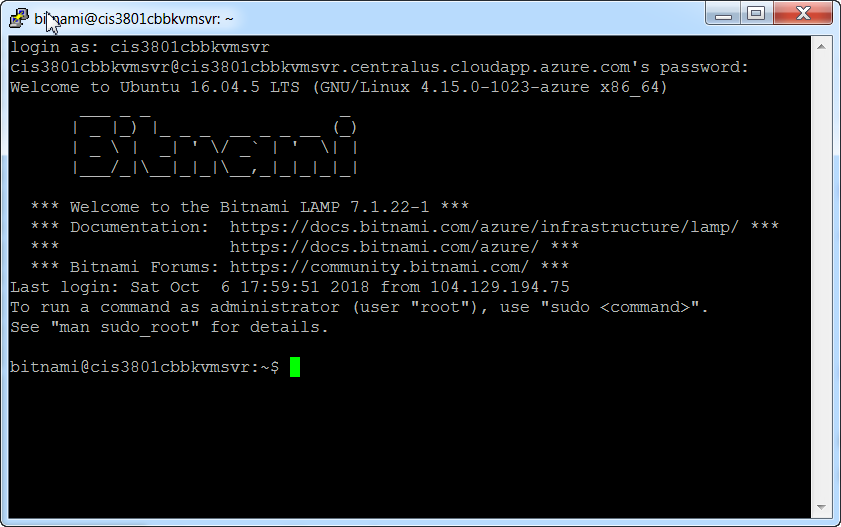 bitnami@cis3801cbbkvmsvr: ~
login as: cis3801cbbkvmsvr
cis3801cbbkvmsvr@cis3801cbbkvmsvr.centralus.cloudapp.azure.com's password:
Welcome to Ubuntu 16.04.5 LTS (GNU/Linux 4.15.0-1023-azure x86_64)
Bitnami
*** Welcome to the Bitnami LAMP 7.1.22-1 ***
*** Documentation:  https://docs.bitnami.com/azure/infrastructure/lamp/ ***
***                 https://docs.bitnami.com/azure/ ***
*** Bitnami Forums: https://community.bitnami.com/ ***
Last login: Sat Oct  6 17:59:51 2018 from 104.129.194.75
To run a command as administrator (user "root"), use "sudo <command>".
See "man sudo_root" for details.
bitnami@cis3801cbbkvmsvr:~$